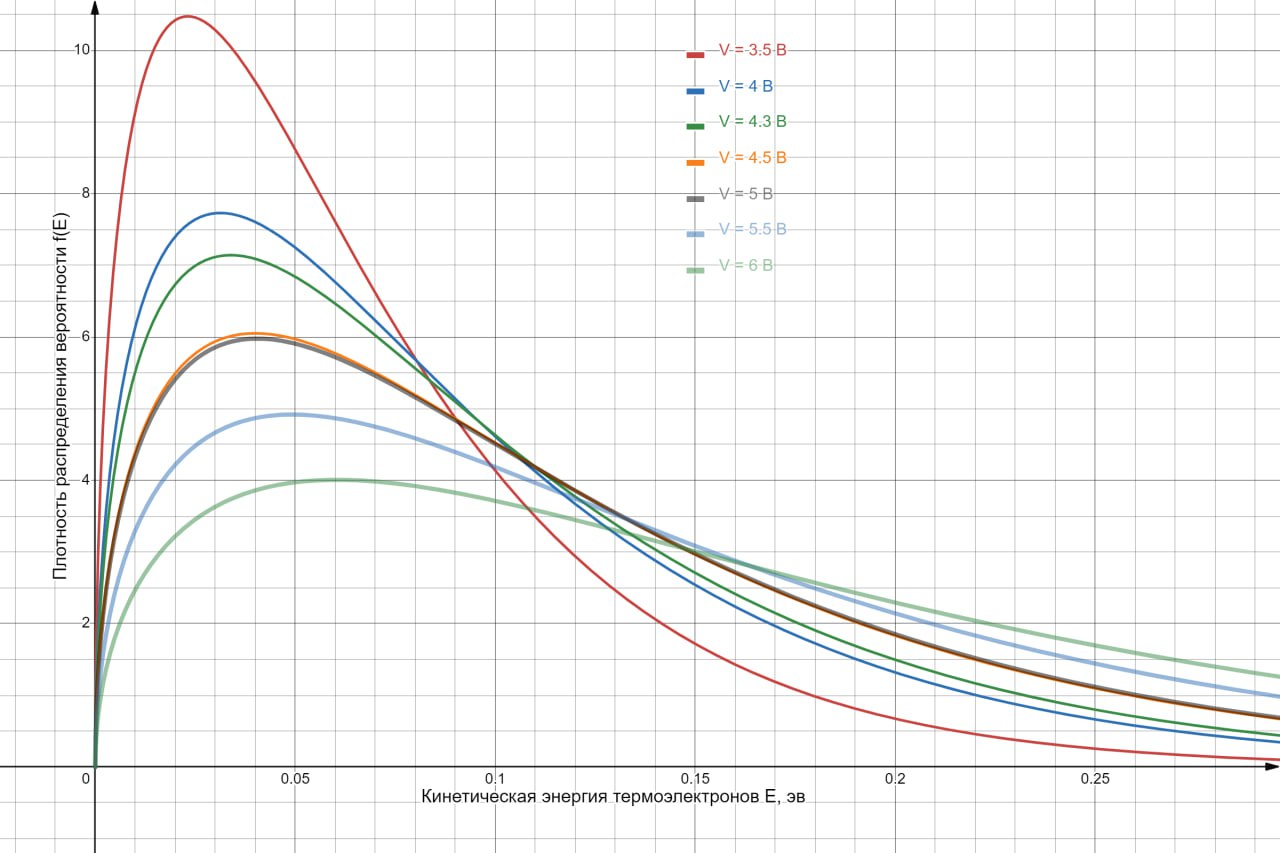 10
8
6
4
2
0
0.05
0.1
0.15
0.2
0.25
Плотность распределения вероятности f(E)
Кинетическая энергия термоэлектронов E, эв
V = 3.5 В
V = 4 В
V = 4.3 В
V = 4.5 В
V = 5 В
V = 5.5 В
V = 6 В